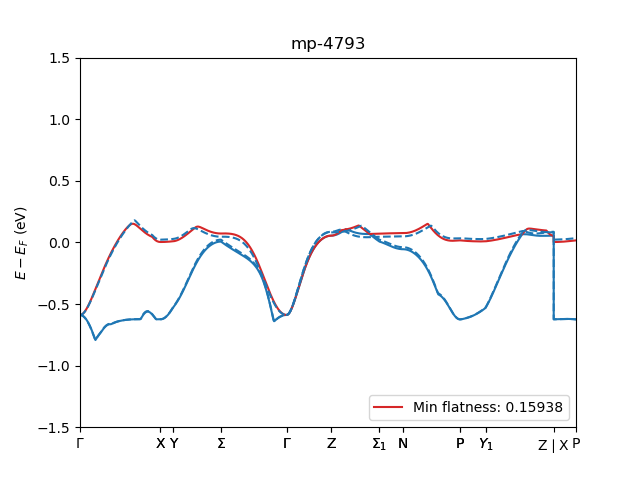 mp-4793
1.5
1.0
0.5
0.0
−0.5
−1.0
−1.5
E − E_F (eV)
Min flatness: 0.15938
Γ X Y Σ Γ Z Σ₁ N P Y₁ Z | X P